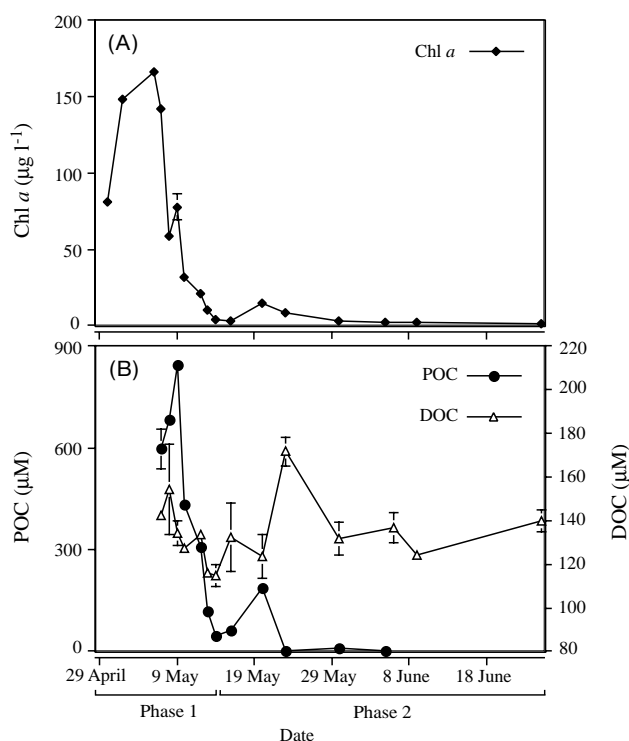 (A)
Chl a
200
150
100
50
0
Chl a (µg l-1)
(B)
POC
DOC
900
600
300
0
POC (µM)
220
200
180
160
140
120
100
80
DOC (µM)
29 April 9 May 19 May 29 May 8 June 18 June
Phase 1 Phase 2
Date